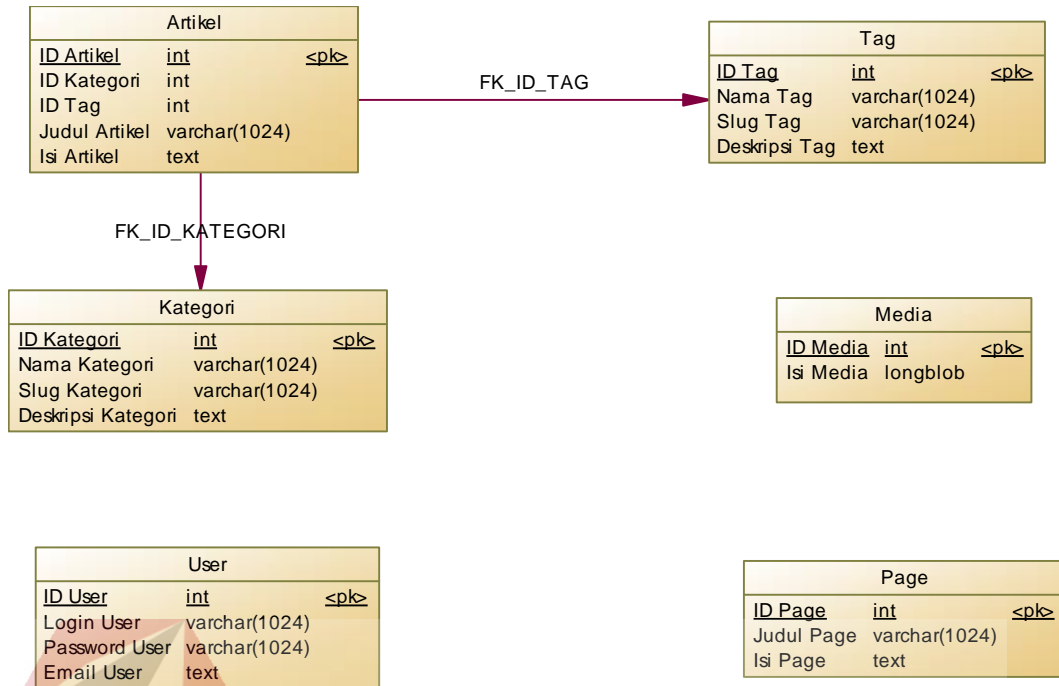 Artikel
ID Artikel int <pk>
ID Kategori int
ID Tag int
Judul Artikel varchar(1024)
Isi Artikel text
FK_ID_TAG
Tag
ID Tag int <pk>
Nama Tag varchar(1024)
Slug Tag varchar(1024)
Deskripsi Tag text
FK_ID_KATEGORI
Kategori
ID Kategori int <pk>
Nama Kategori varchar(1024)
Slug Kategori varchar(1024)
Deskripsi Kategori text
Media
ID Media int <pk>
Isi Media longblob
User
ID User int <pk>
Login User varchar(1024)
Password User varchar(1024)
Email User text
Page
ID Page int <pk>
Judul Page varchar(1024)
Isi Page text